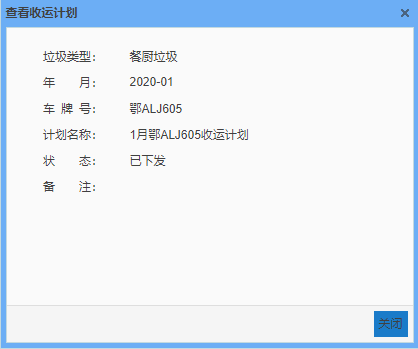 查看收运计划
垃圾类型： 餐厨垃圾
年 月： 2020-01
车 牌 号： 鄂ALJ605
计划名称： 1月鄂ALJ605收运计划
状 态： 已下发
备 注：
关闭